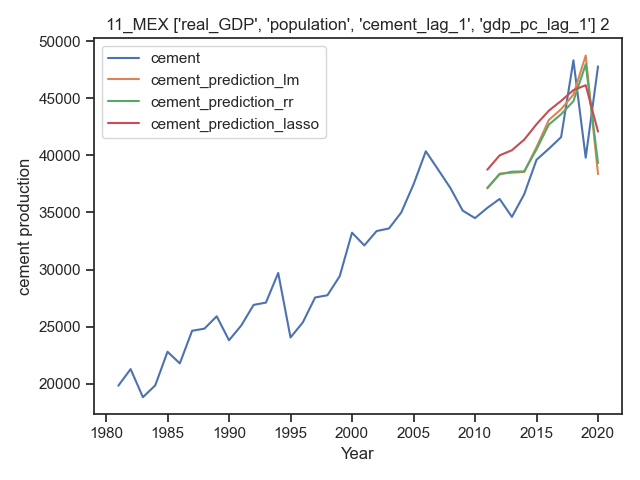 11_MEX ['real_GDP', 'population', 'cement_lag_1', 'gdp_pc_lag_1'] 2
50000
45000
40000
35000
30000
25000
20000
cement production
cement
cement_prediction_lm
cement_prediction_rr
cement_prediction_lasso
1980 1985 1990 1995 2000 2005 2010 2015 2020
Year